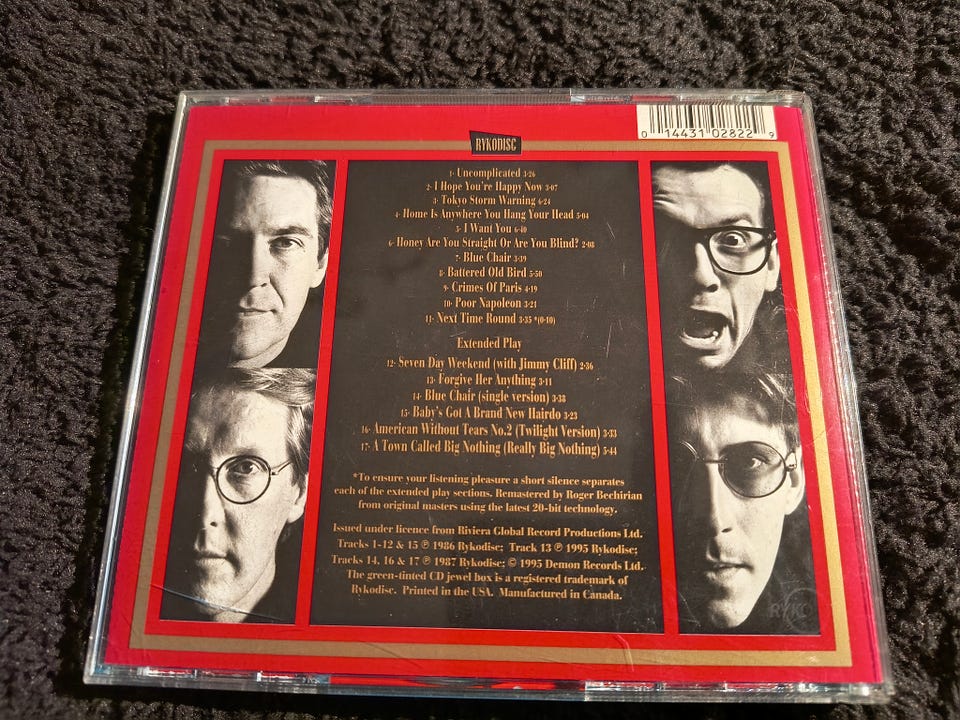 0 14431 02822 9
RYKODISC
1- Uncomplicated 3-26
2- I Hope You're Happy Now 3-07
3- Tokyo Storm Warning 6-24
4- Home Is Anywhere You Hang Your Head 5-04
5- I Want You 6-40
6- Honey Are You Straight Or Are You Blind? 2-08
7- Blue Chair 3-39
8- Battered Old Bird 5-50
9- Crimes Of Paris 4-19
10- Poor Napoleon 3-21
11- Next Time Round 3-35 *(0-10)
Extended Play
12- Seven Day Weekend (with Jimmy Cliff) 2-36
13- Forgive Her Anything 3-11
14- Blue Chair (single version) 3-38
15- Baby's Got A Brand New Hairdo 3-23
16- American Without Tears No.2 (Twilight Version) 3-33
17- A Town Called Big Nothing (Really Big Nothing) 5-44
*To ensure your listening pleasure a short silence separates
each of the extended play sections. Remastered by Roger Bechirian
from original masters using the latest 20-bit technology.
Issued under licence from Riviera Global Record Productions Ltd.
Tracks 1-12 & 15 ℗ 1986 Rykodisc; Track 13 ℗ 1995 Rykodisc;
Tracks 14, 16 & 17 ℗ 1987 Rykodisc; © 1995 Demon Records Ltd.
The green-tinted CD jewel box is a registered trademark of
Rykodisc. Printed in the USA. Manufactured in Canada.
RYKO